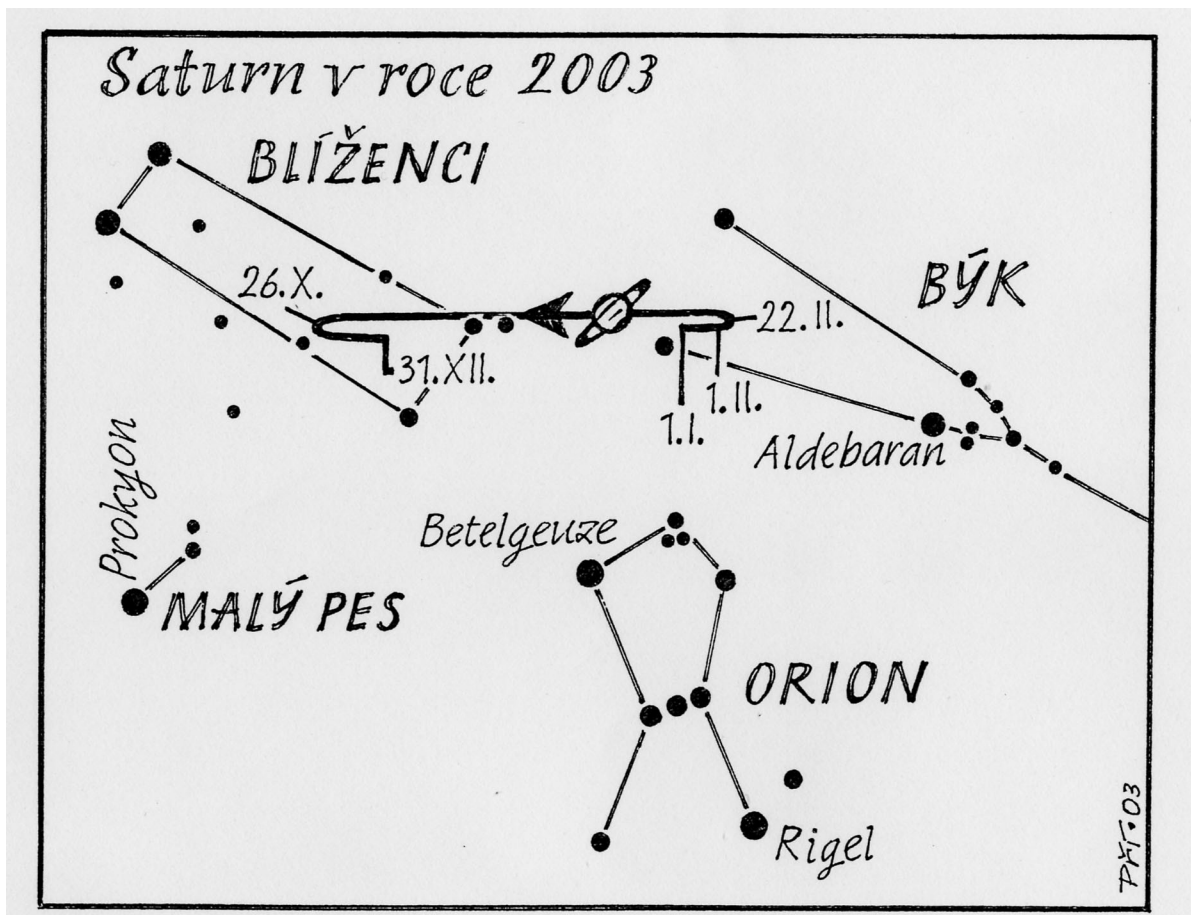 Saturn v roce 2003
BLÍŽENCI
BÝK
26.X.
22.II.
31.XII.
1.II.
1.I.
Aldebaran
Prokyon
Betelgeuze
MALÝ PES
ORION
Rigel
PŘÍ•03